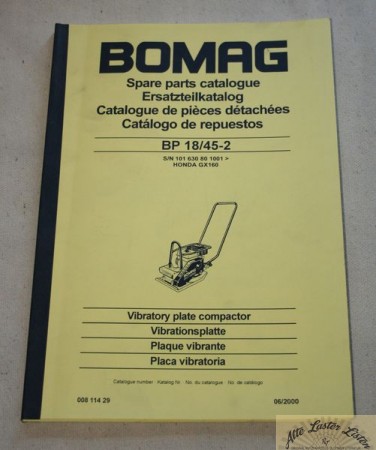 BOMAG
Spare parts catalogue
Ersatzteilkatalog
Catalogue de pièces détachées
Catálogo de repuestos
BP 18/45-2
S/N 101 630 80 1001 >
HONDA GX160
Vibratory plate compactor
Vibrationsplatte
Plaque vibrante
Placa vibratoria
Catalogue number Katalog Nr. No. du catalogue No. de catálogo
008 114 29 06/2000
Alte Laster Listen